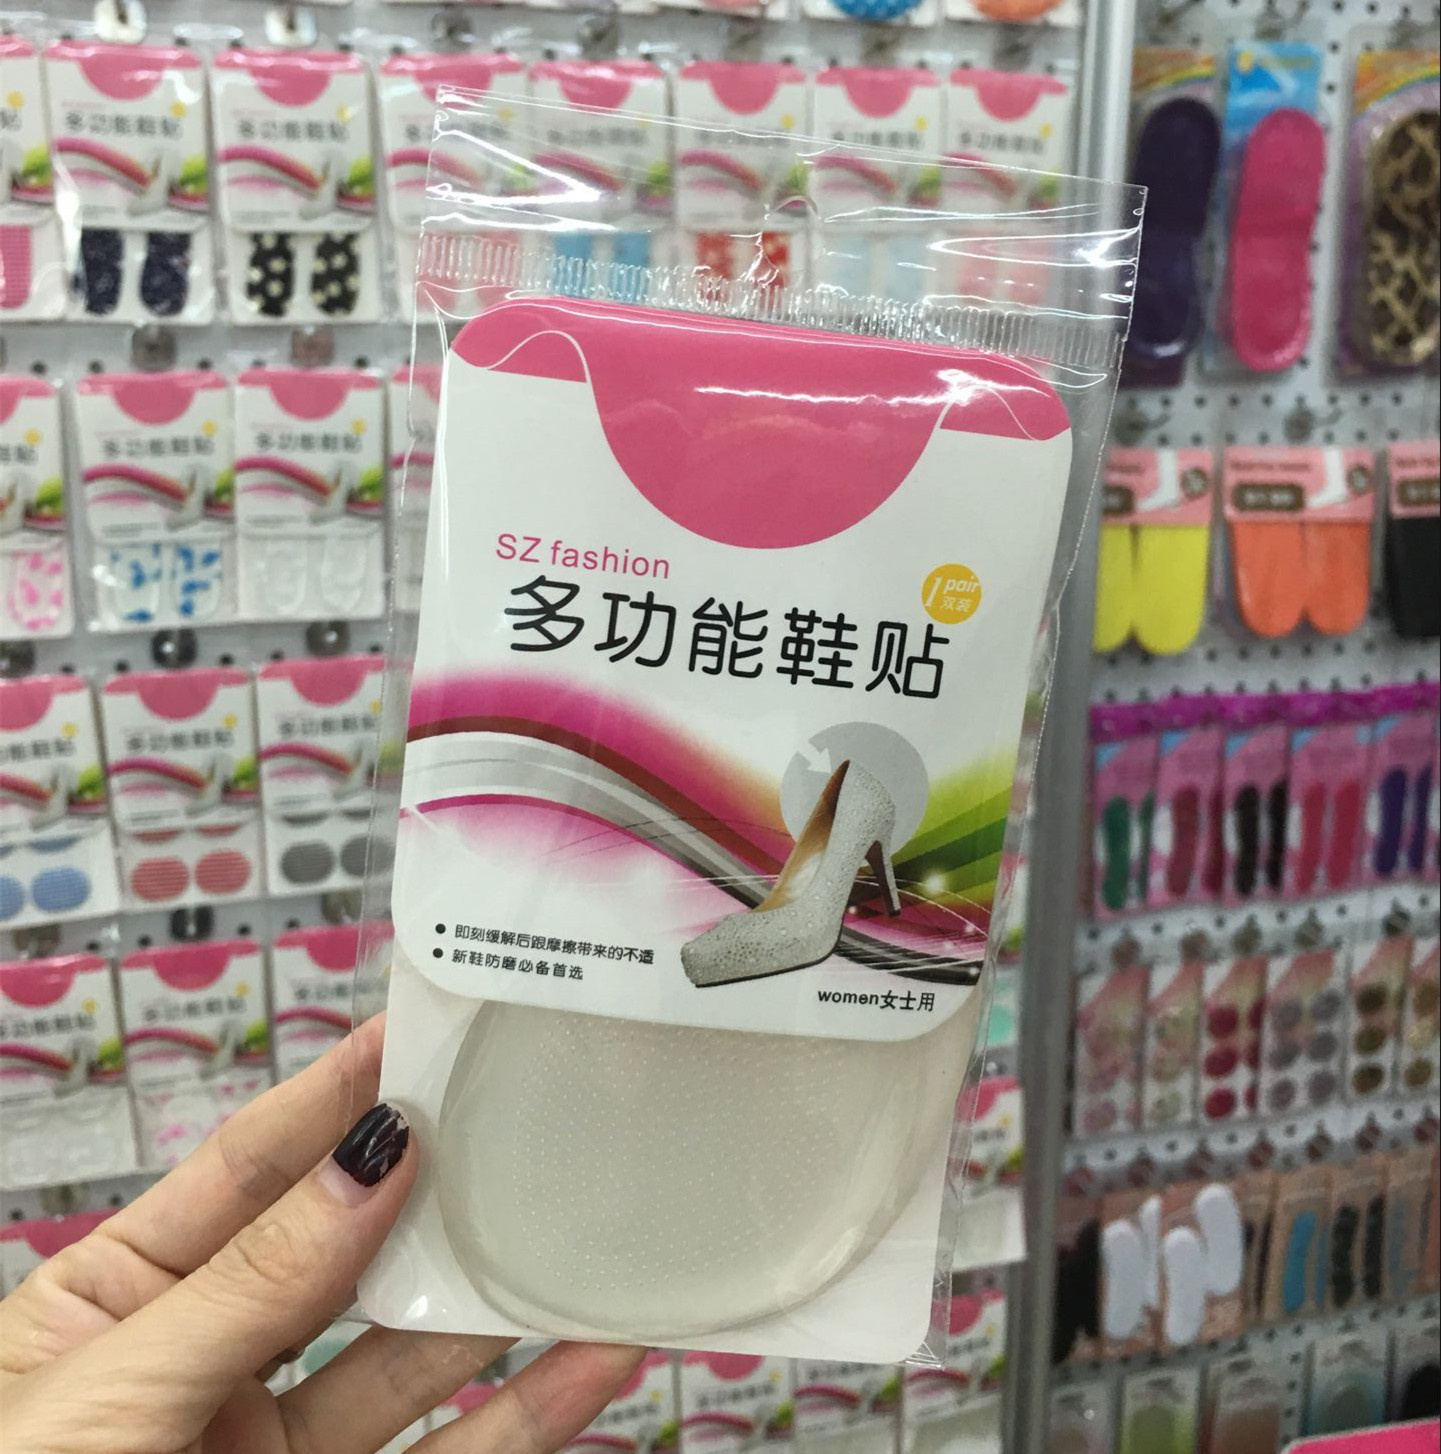 SZ fashion
1 pair
双装
多功能鞋贴
即刻缓解后跟摩擦带来的不适
新鞋防磨必备首选
women女士用